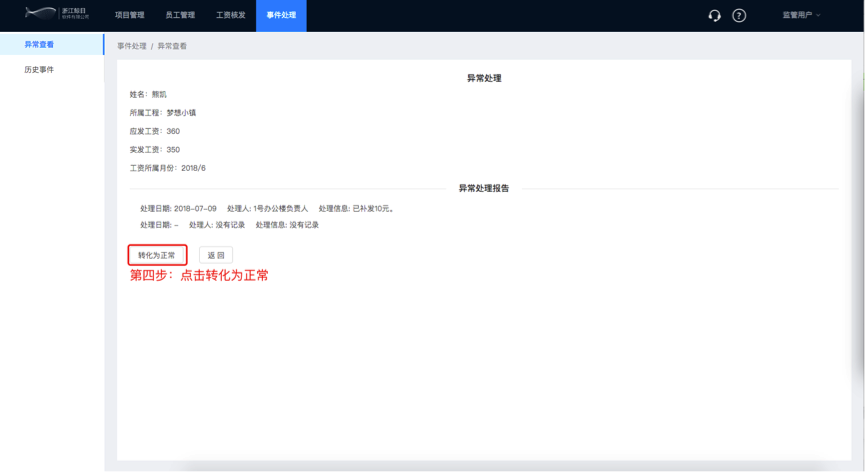 浙江知目
项目管理 员工管理 工资核发 事件处理 监管用户
异常查看
历史事件
事件处理 / 异常查看
异常处理
姓名：熊凯
所属工程：梦想小镇
应发工资：360
实发工资：350
工资所属月份：2018/6
异常处理报告
处理日期: 2018-07-09 处理人: 1号办公楼负责人 处理信息: 已补发10元。
处理日期: - 处理人: 没有记录 处理信息: 没有记录
转化为正常 返 回
第四步：点击转化为正常